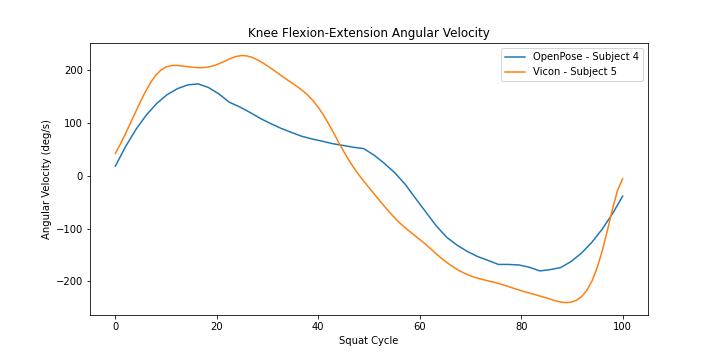 Knee Flexion-Extension Angular Velocity
OpenPose - Subject 4
Vicon - Subject 5
Angular Velocity (deg/s)
200
100
0
−100
−200
0 20 40 60 80 100
Squat Cycle